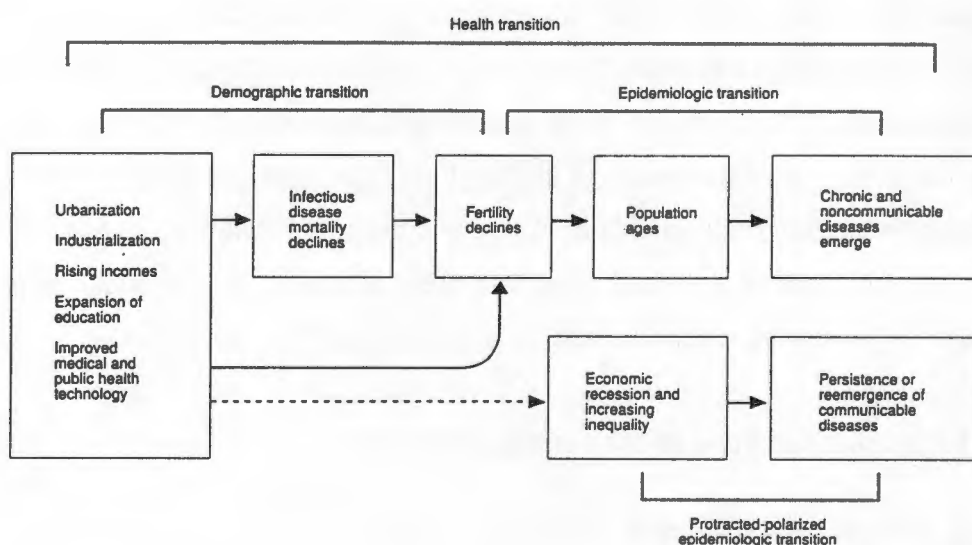 Health transition
Demographic transition
Epidemiologic transition
Urbanization
Industrialization
Rising incomes
Expansion of
education
Improved
medical and
public health
technology
Infectious
disease
mortality
declines
Fertility
declines
Population
ages
Chronic and
noncommunicable
diseases
emerge
Economic
recession and
increasing
inequality
Persistence or
reemergence of
communicable
diseases
Protracted-polarized
epidemiologic transition